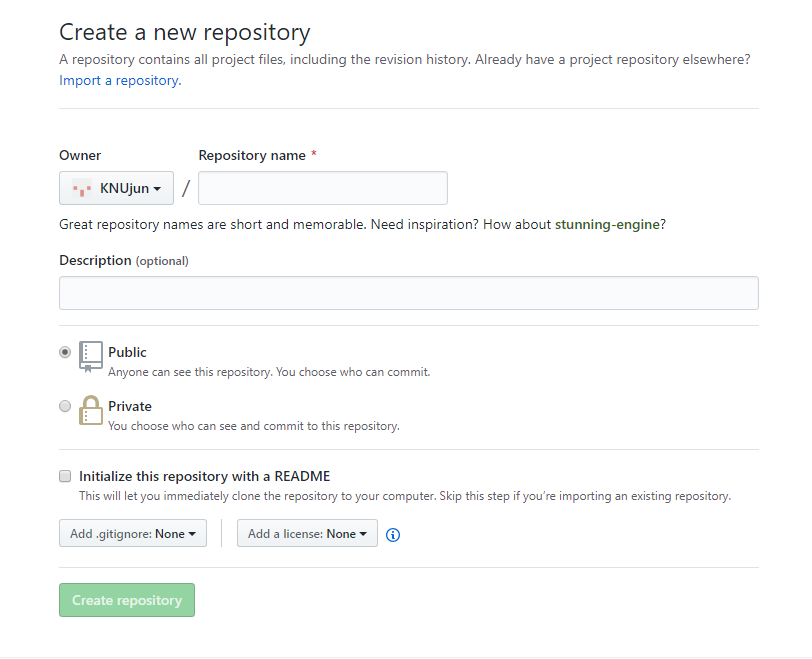 Create a new repository
A repository contains all project files, including the revision history. Already have a project repository elsewhere?
Import a repository.
Owner
Repository name *
KNUjun
/
Great repository names are short and memorable. Need inspiration? How about stunning-engine?
Description (optional)
Public
Anyone can see this repository. You choose who can commit.
Private
You choose who can see and commit to this repository.
Initialize this repository with a README
This will let you immediately clone the repository to your computer. Skip this step if you're importing an existing repository.
Add .gitignore: None
Add a license: None
Create repository